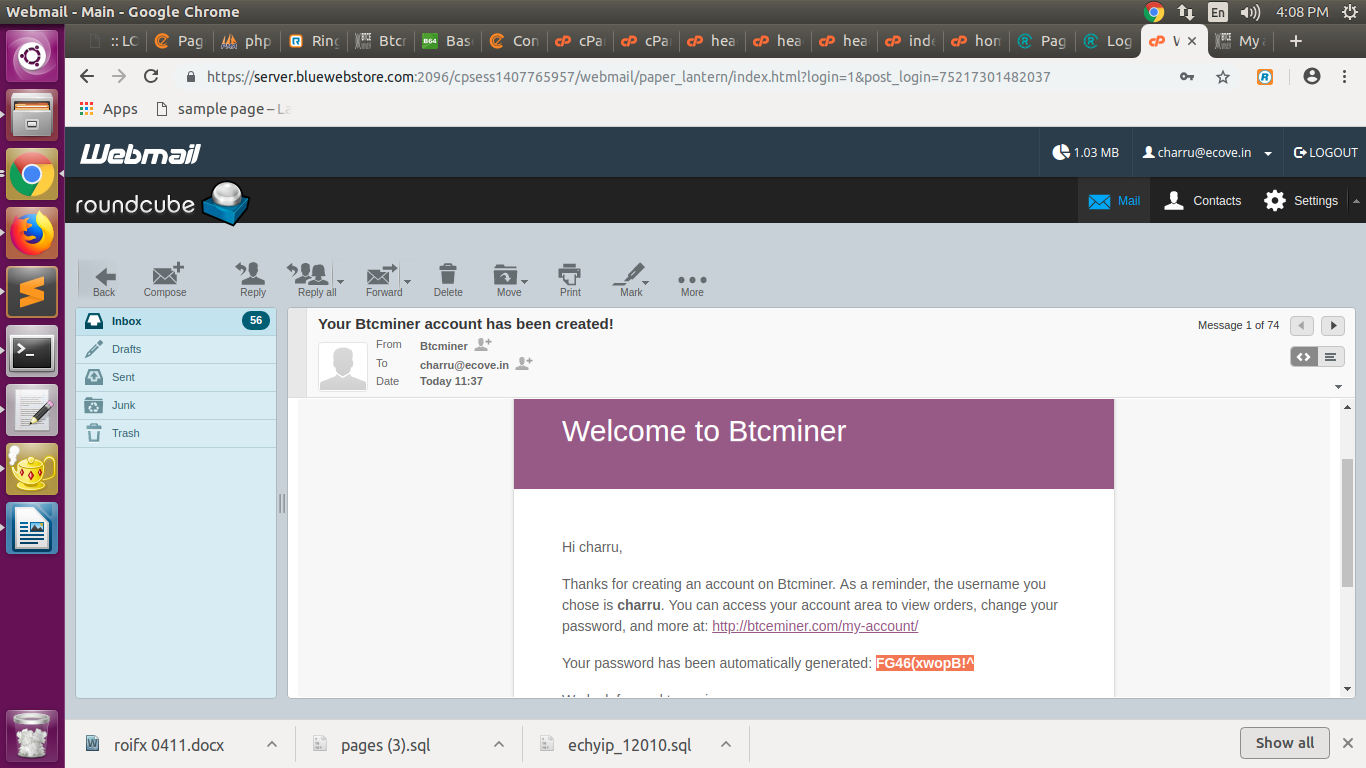 Webmail - Main - Google Chrome
En
4:08 PM
:: LC
Pag
php
Ring
Btcr
B64
Bas
Con
cPa
cPa
hea
hea
hea
inde
hon
Pag
Log
My a
https://server.bluewebstore.com:2096/cpsess1407765957/webmail/paper_lantern/index.html?login=1&post_login=75217301482037
Apps
sample page – La
Webmail
1.03 MB
charru@ecove.in
LOGOUT
roundcube
Mail
Contacts
Settings
Back
Compose
Reply
Reply all
Forward
Delete
Move
Print
Mark
More
Inbox
56
Drafts
Sent
Junk
Trash
Your Btcminer account has been created!
Message 1 of 74
From Btcminer
To charru@ecove.in
Date Today 11:37
Welcome to Btcminer
Hi charru,
Thanks for creating an account on Btcminer. As a reminder, the username you
chose is charru. You can access your account area to view orders, change your
password, and more at: http://btceminer.com/my-account/
Your password has been automatically generated: FG46(xwopB!^
roifx 0411.docx
pages (3).sql
echyip_12010.sql
Show all